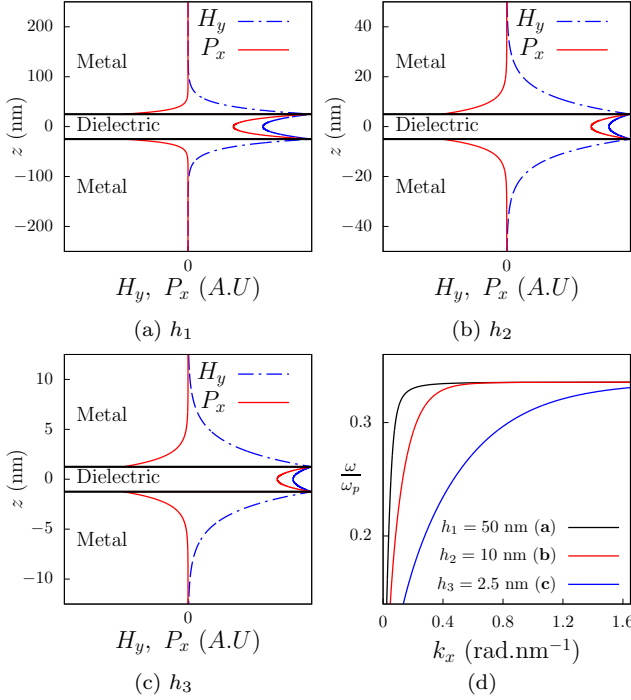 200
100
0
−100
−200
z (nm)
Metal
Dielectric
Metal
H_y
P_x
0
H_y, P_x (A.U)
(a) h_1
40
20
0
−20
−40
z (nm)
Metal
Dielectric
Metal
H_y
P_x
0
H_y, P_x (A.U)
(b) h_2
10
5
0
−5
−10
z (nm)
Metal
Dielectric
Metal
H_y
P_x
0
H_y, P_x (A.U)
(c) h_3
0.3
0.2
ω/ω_p
h_1 = 50 nm (a)
h_2 = 10 nm (b)
h_3 = 2.5 nm (c)
0 0.4 0.8 1.2 1.6
k_x (rad.nm⁻¹)
(d)